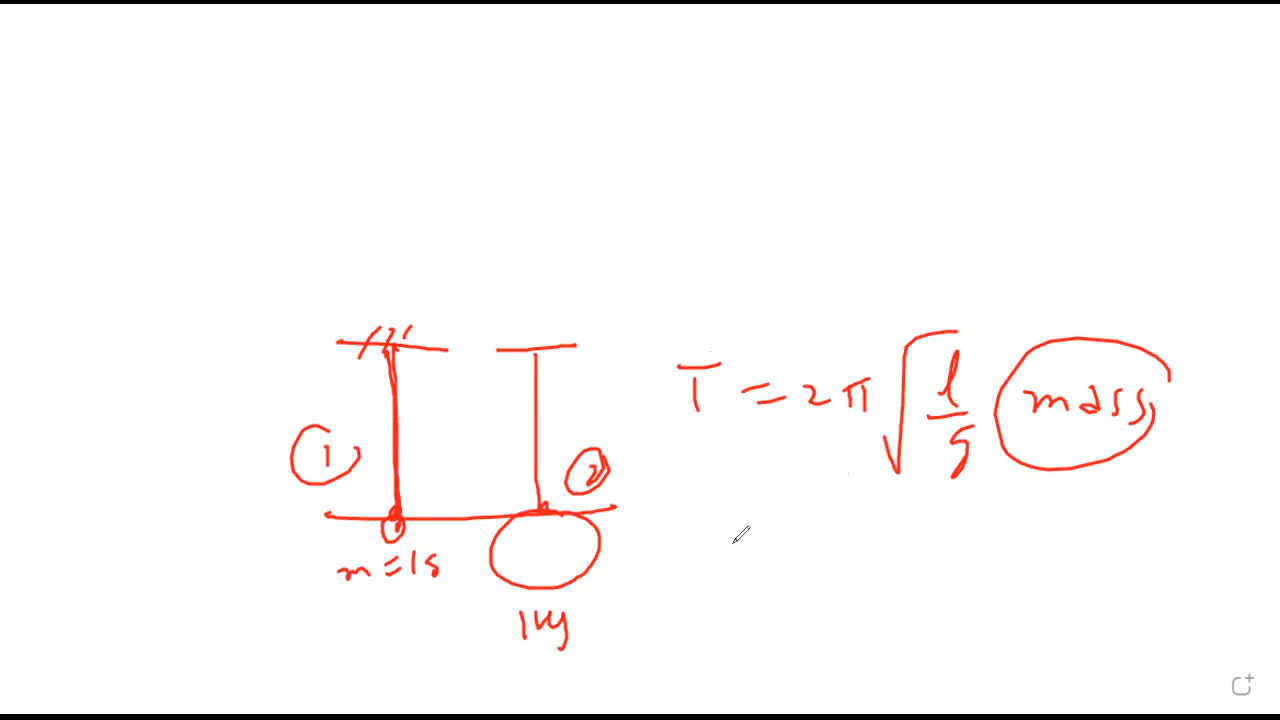 T = 2π √(l/g) mass
1
2
m = 1g
1kg